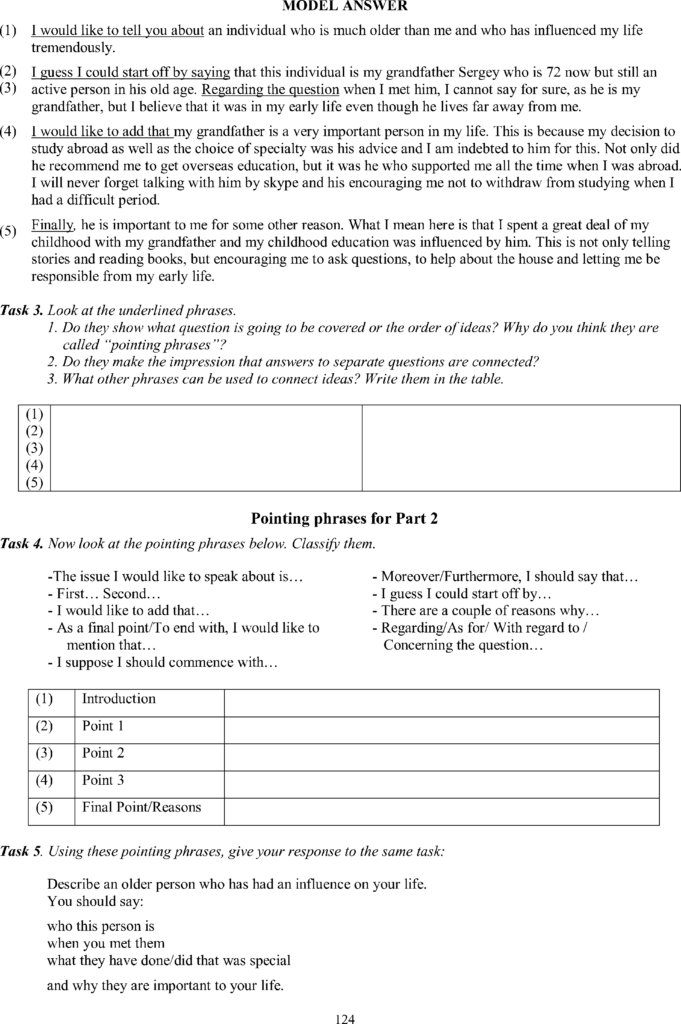 MODEL ANSWER
(1) I would like to tell you about an individual who is much older than me and who has influenced my life
tremendously.
(2) I guess I could start off by saying that this individual is my grandfather Sergey who is 72 now but still an
(3) active person in his old age. Regarding the question when I met him, I cannot say for sure, as he is my
grandfather, but I believe that it was in my early life even though he lives far away from me.
(4) I would like to add that my grandfather is a very important person in my life. This is because my decision to
study abroad as well as the choice of specialty was his advice and I am indebted to him for this. Not only did
he recommend me to get overseas education, but it was he who supported me all the time when I was abroad.
I will never forget talking with him by skype and his encouraging me not to withdraw from studying when I
had a difficult period.
(5) Finally, he is important to me for some other reason. What I mean here is that I spent a great deal of my
childhood with my grandfather and my childhood education was influenced by him. This is not only telling
stories and reading books, but encouraging me to ask questions, to help about the house and letting me be
responsible from my early life.
Task 3. Look at the underlined phrases.
1. Do they show what question is going to be covered or the order of ideas? Why do you think they are
called “pointing phrases”?
2. Do they make the impression that answers to separate questions are connected?
3. What other phrases can be used to connect ideas? Write them in the table.
(1)
(2)
(3)
(4)
(5)
Pointing phrases for Part 2
Task 4. Now look at the pointing phrases below. Classify them.
-The issue I would like to speak about is…
- First… Second…
- I would like to add that…
- As a final point/To end with, I would like to
mention that…
- I suppose I should commence with…
- Moreover/Furthermore, I should say that…
- I guess I could start off by…
- There are a couple of reasons why…
- Regarding/As for/ With regard to /
Concerning the question…
(1) Introduction
(2) Point 1
(3) Point 2
(4) Point 3
(5) Final Point/Reasons
Task 5. Using these pointing phrases, give your response to the same task:
Describe an older person who has had an influence on your life.
You should say:
who this person is
when you met them
what they have done/did that was special
and why they are important to your life.
124